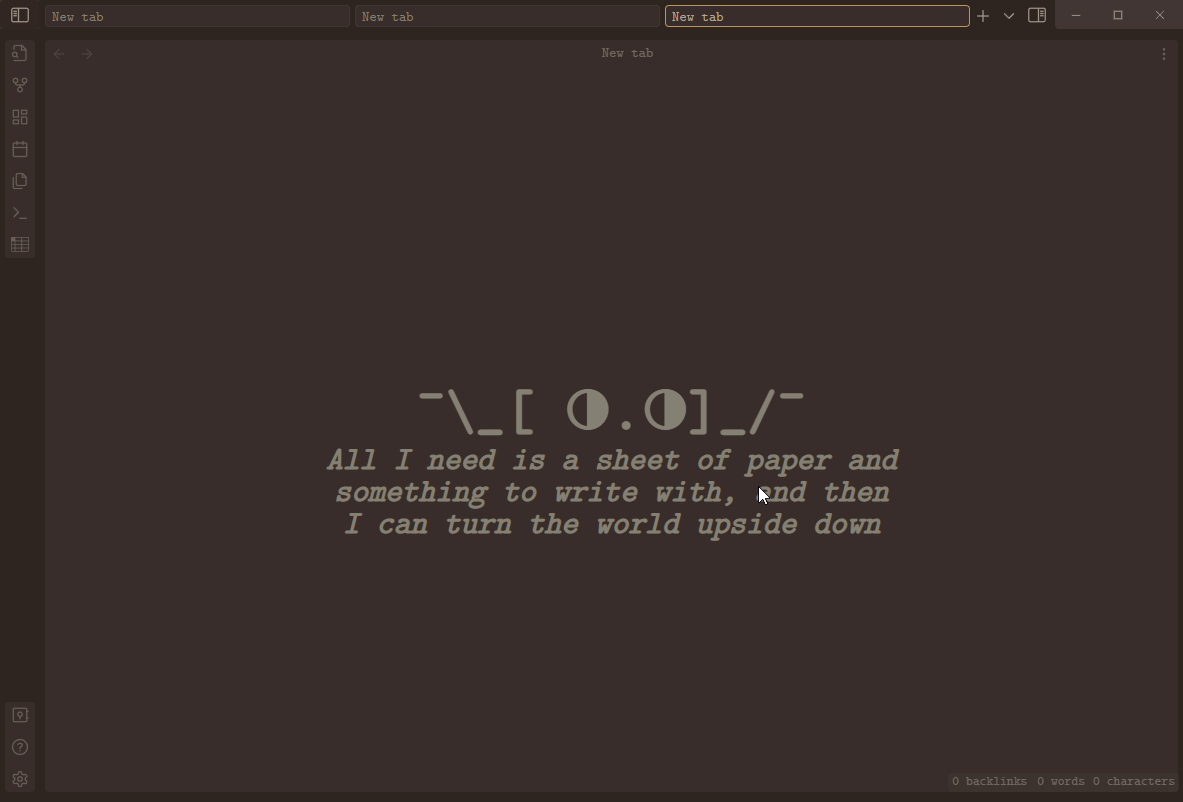 New tab
New tab
New tab
New tab
¯\_[ ◑.◑]_/¯
All I need is a sheet of paper and
something to write with, and then
I can turn the world upside down
0 backlinks 0 words 0 characters